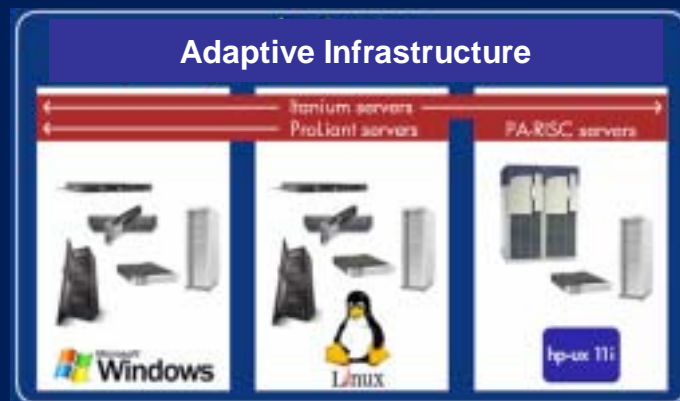 Adaptive Infrastructure
Itanium servers
ProLiant servers
PA-RISC servers
Microsoft
Windows
Linux
hp-ux 11i